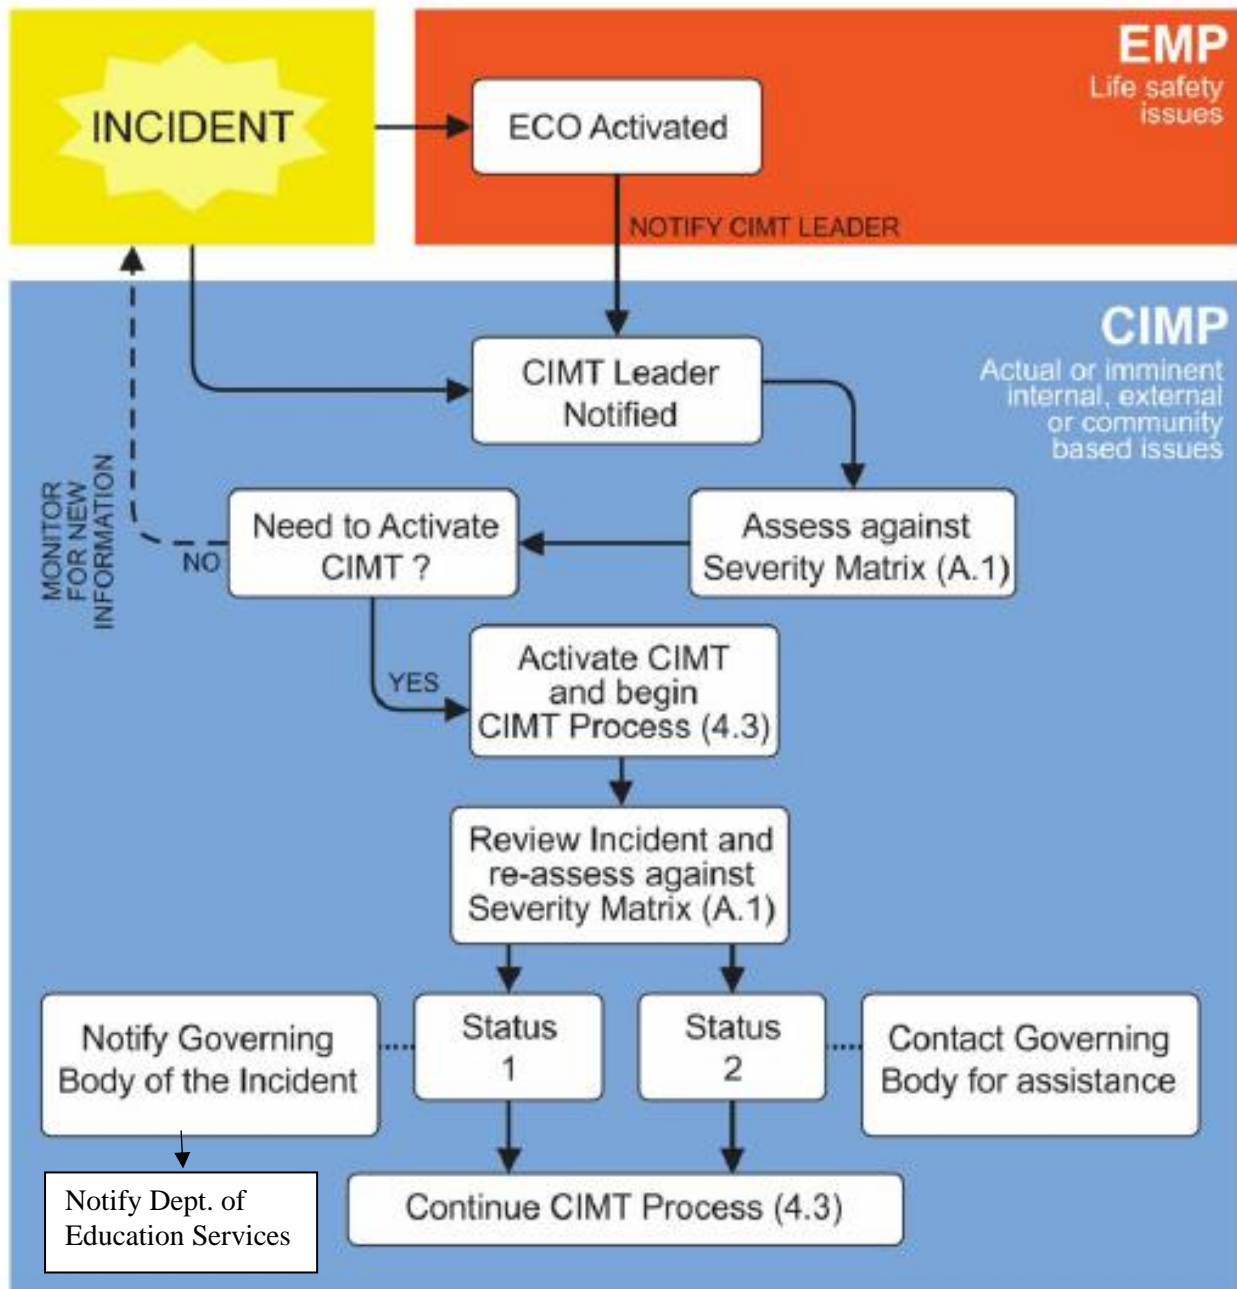 INCIDENT
EMP
Life safety
issues
ECO Activated
NOTIFY CIMT LEADER
CIMP
Actual or imminent
internal, external
or community
based issues
CIMT Leader
Notified
Assess against
Severity Matrix (A.1)
Need to Activate
CIMT ?
NO
MONITOR
FOR NEW
INFORMATION
YES
Activate CIMT
and begin
CIMT Process (4.3)
Review Incident and
re-assess against
Severity Matrix (A.1)
Notify Governing
Body of the Incident
Status
1
Status
2
Contact Governing
Body for assistance
Notify Dept. of
Education Services
Continue CIMT Process (4.3)